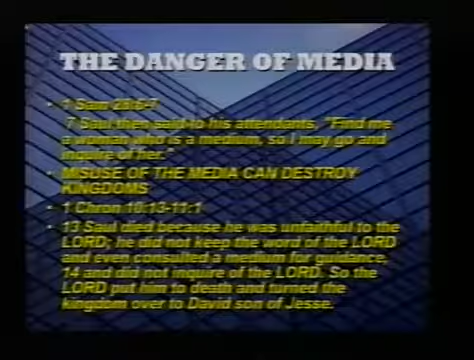 THE DANGER OF MEDIA
• 1 Sam 28:6-7
7 Saul then said to his attendants, "Find me
a woman who is a medium, so I may go and
inquire of her."
• MISUSE OF THE MEDIA CAN DESTROY
KINGDOMS
• 1 Chron 10:13-11:1
• 13 Saul died because he was unfaithful to the
LORD; he did not keep the word of the LORD
and even consulted a medium for guidance,
14 and did not inquire of the LORD. So the
LORD put him to death and turned the
kingdom over to David son of Jesse.